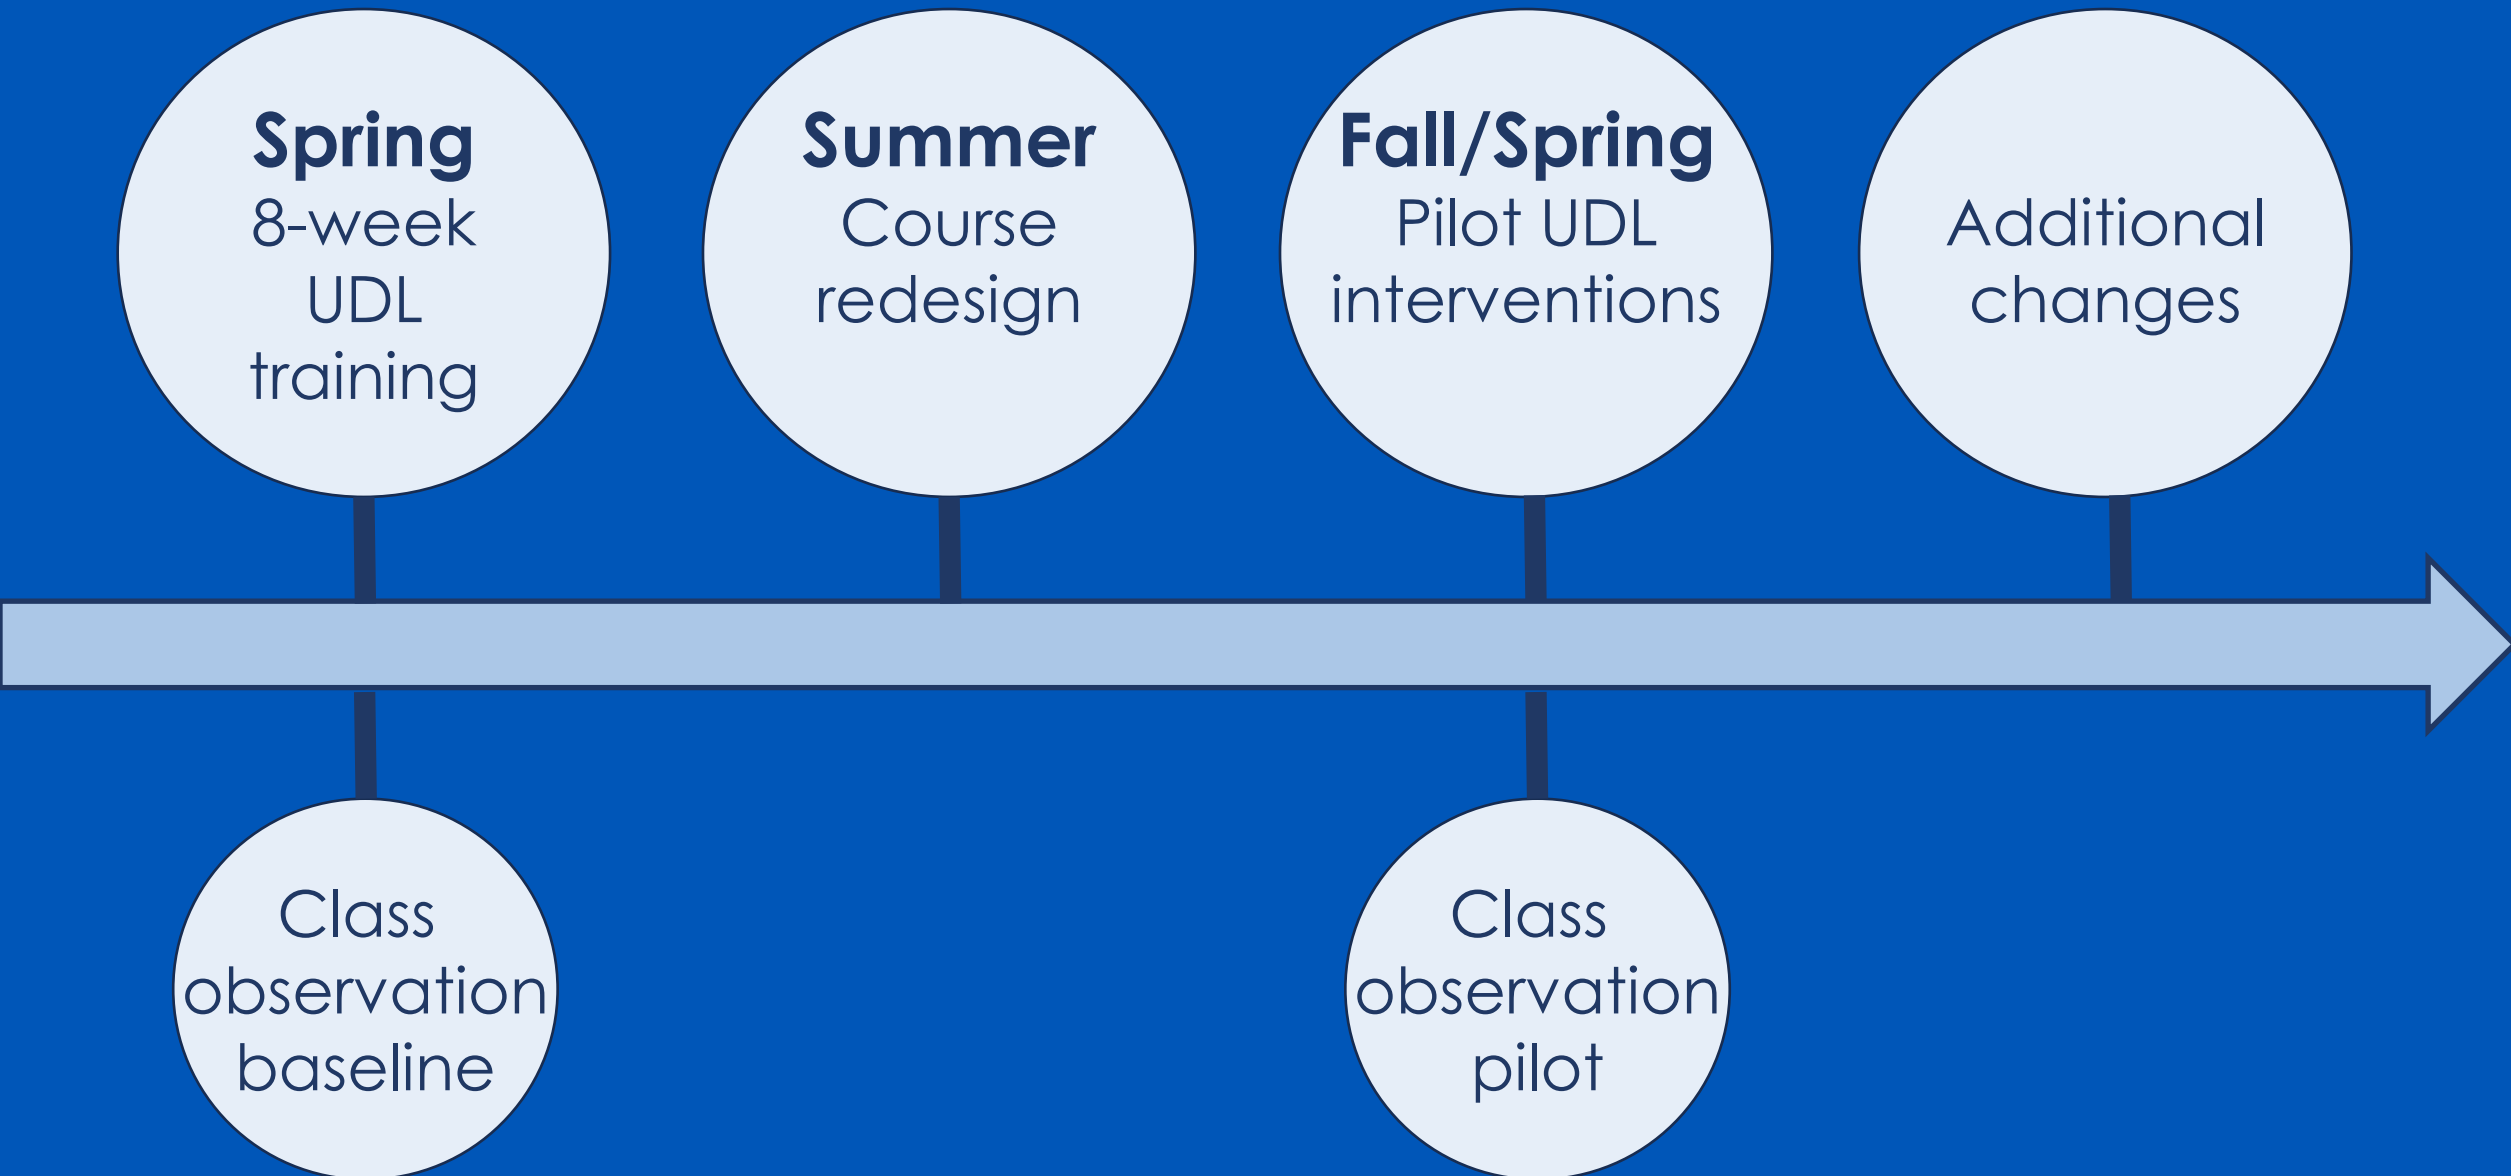 Spring
8-week
UDL
training
Summer
Course
redesign
Fall/Spring
Pilot UDL
interventions
Additional
changes
Class
observation
baseline
Class
observation
pilot